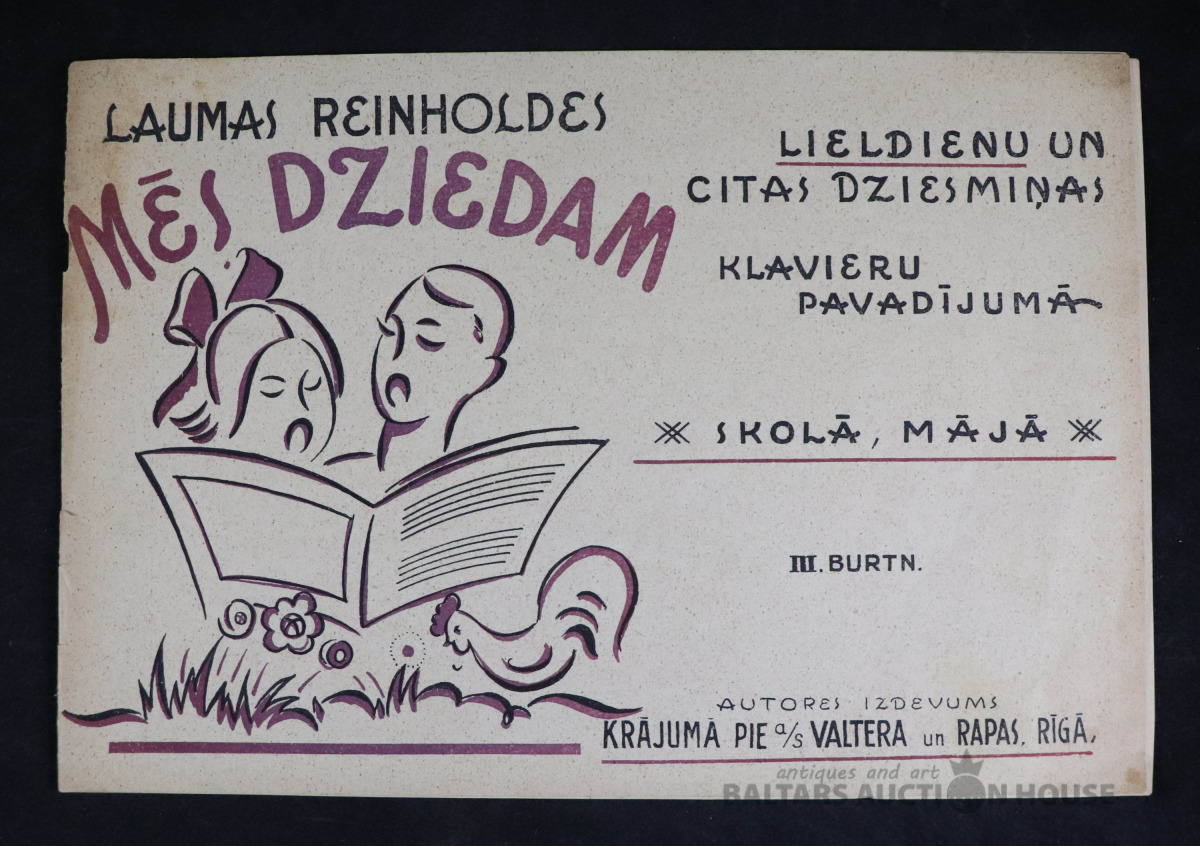 LAUMAS REINHOLDES
MĒS DZIEDAM
LIELDIENU UN
CITAS DZIESMIŅAS
KLAVIERU
PAVADĪJUMĀ
SKOLĀ, MĀJĀ
III. BURTN.
AUTORES IZDEVUMS
KRĀJUMĀ PIE a/s VALTERA un RAPAS, RĪGĀ,
antiques and art
BALTARS AUCTION HOUSE